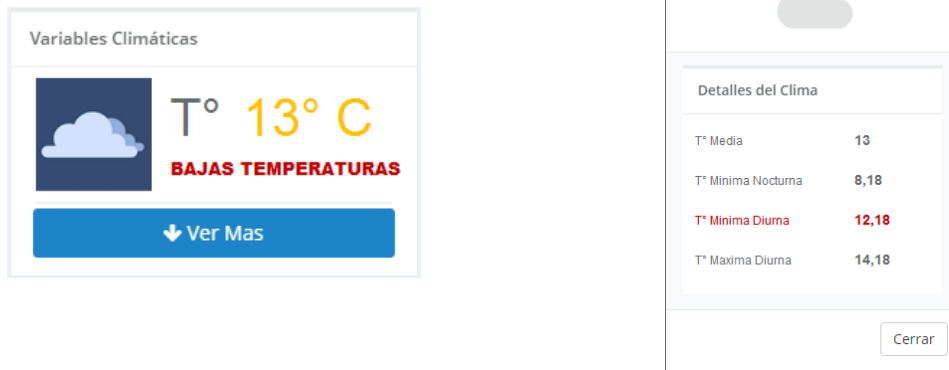 Variables Climáticas
T° 13° C
BAJAS TEMPERATURAS
Ver Mas
Detalles del Clima
T° Media 13
T° Minima Nocturna 8,18
T° Minima Diurna 12,18
T° Maxima Diurna 14,18
Cerrar